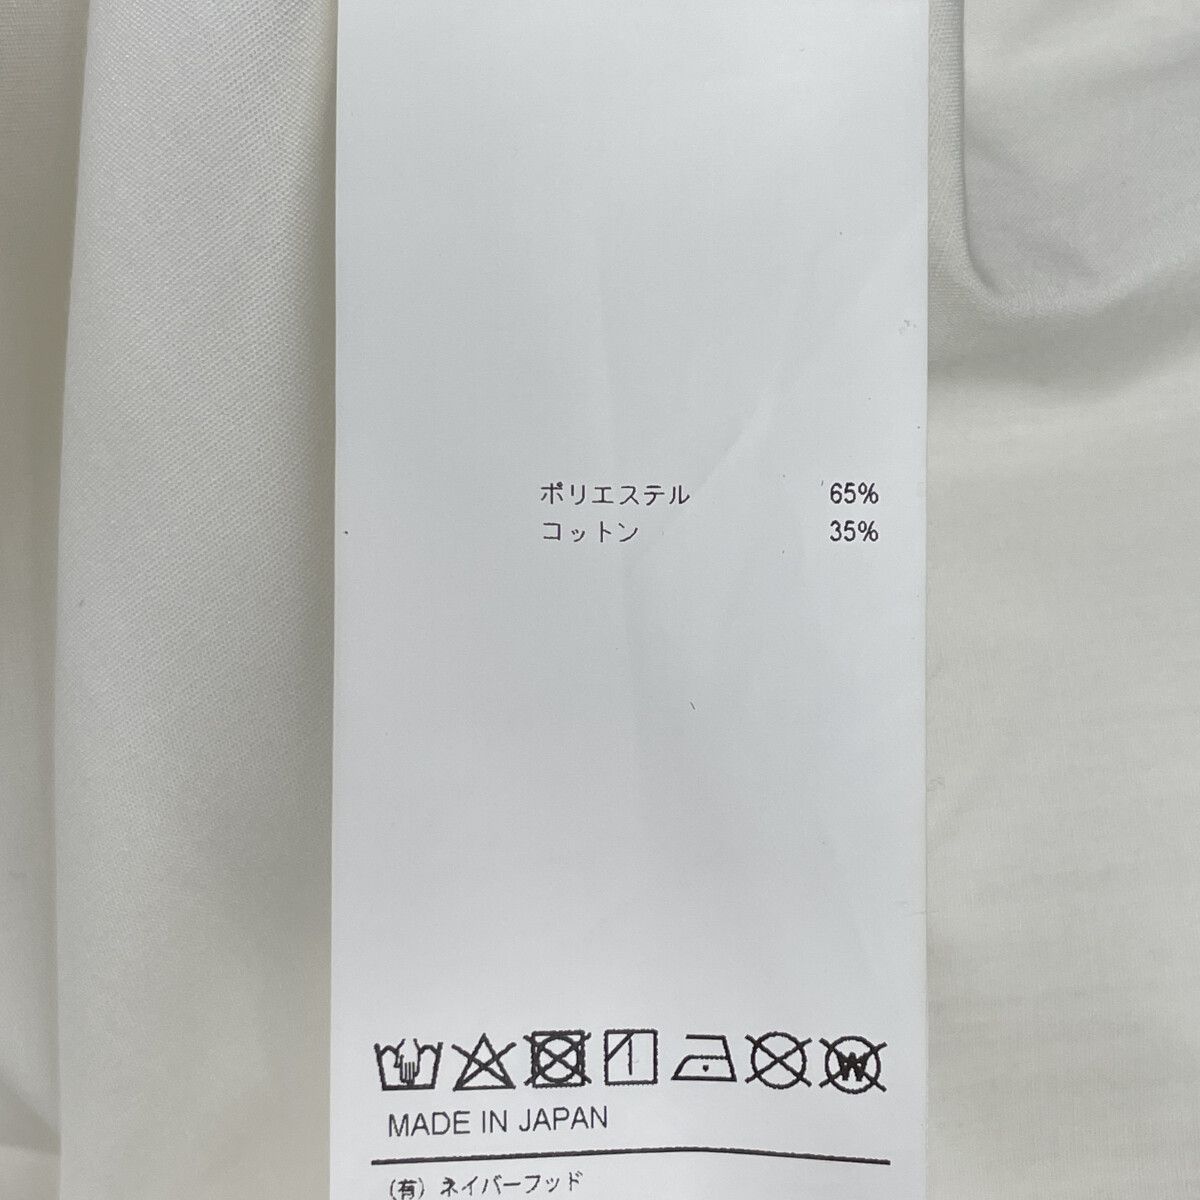 ポリエステル 65%
コットン 35%
MADE IN JAPAN
(有) ネイバーフッド